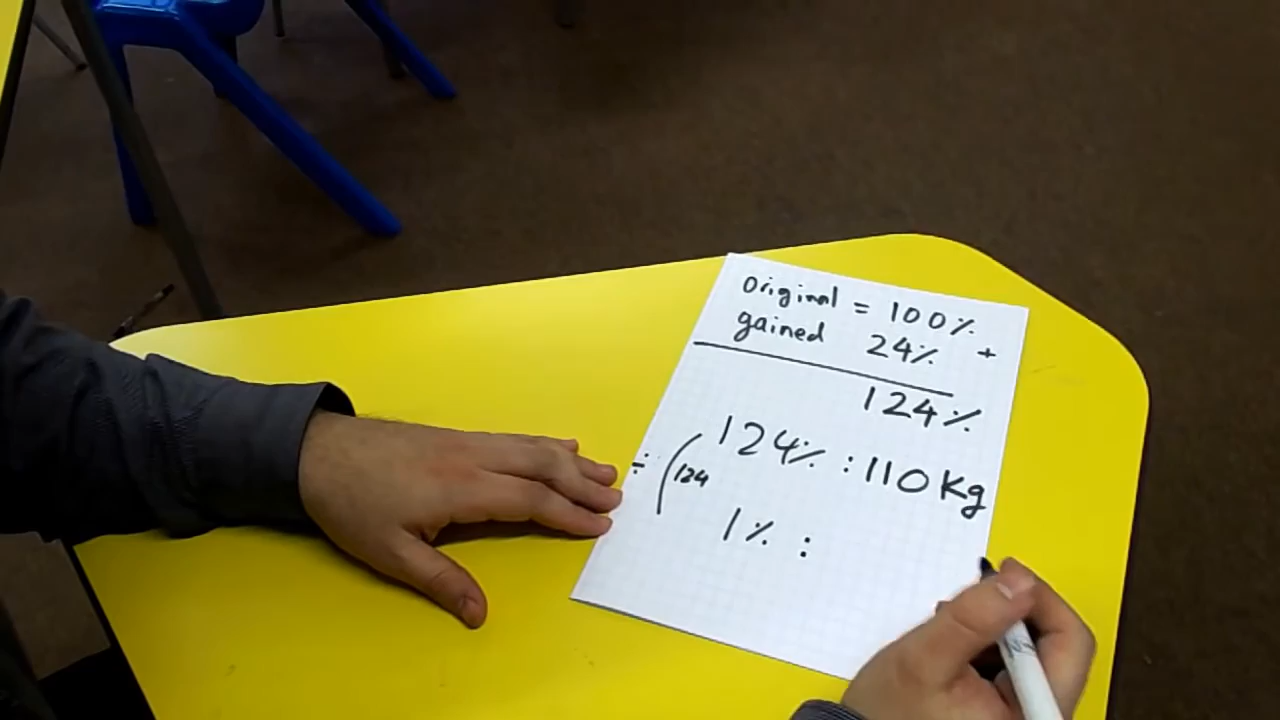 Original = 100%
gained 24% +
124%
124% : 110 Kg
÷ 124
1% :